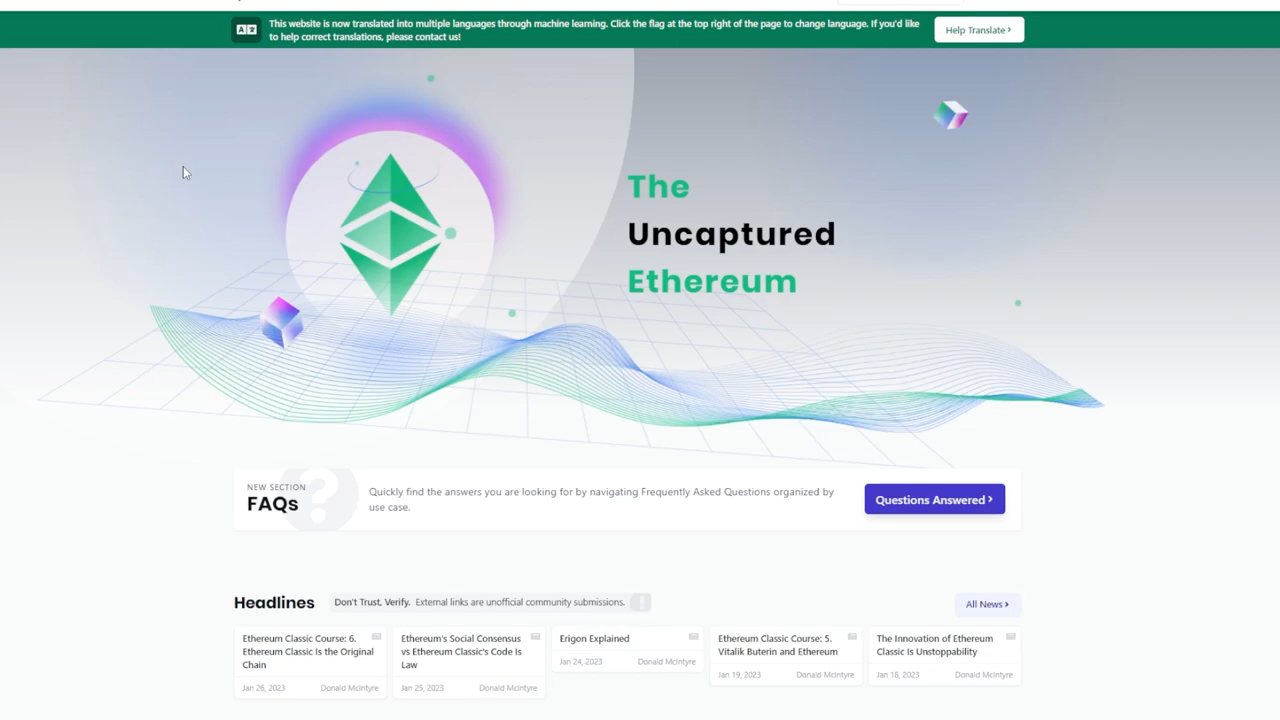 This website is now translated into multiple languages through machine learning. Click the flag at the top right of the page to change language. If you'd like
to help correct translations, please contact us!
Help Translate ›
The
Uncaptured
Ethereum
NEW SECTION
FAQs
Quickly find the answers you are looking for by navigating Frequently Asked Questions organized by
use case.
Questions Answered ›
Headlines
Don't Trust, Verify. External links are unofficial community submissions.
All News ›
Ethereum Classic Course: 6.
Ethereum Classic Is the Original
Chain
Jan 26, 2023 Donald McIntyre
Ethereum's Social Consensus
vs Ethereum Classic's Code Is
Law
Jan 25, 2023 Donald McIntyre
Erigon Explained
Jan 24, 2023 Donald McIntyre
Ethereum Classic Course: 5.
Vitalik Buterin and Ethereum
Jan 19, 2023 Donald McIntyre
The Innovation of Ethereum
Classic Is Unstoppability
Jan 18, 2023 Donald McIntyre